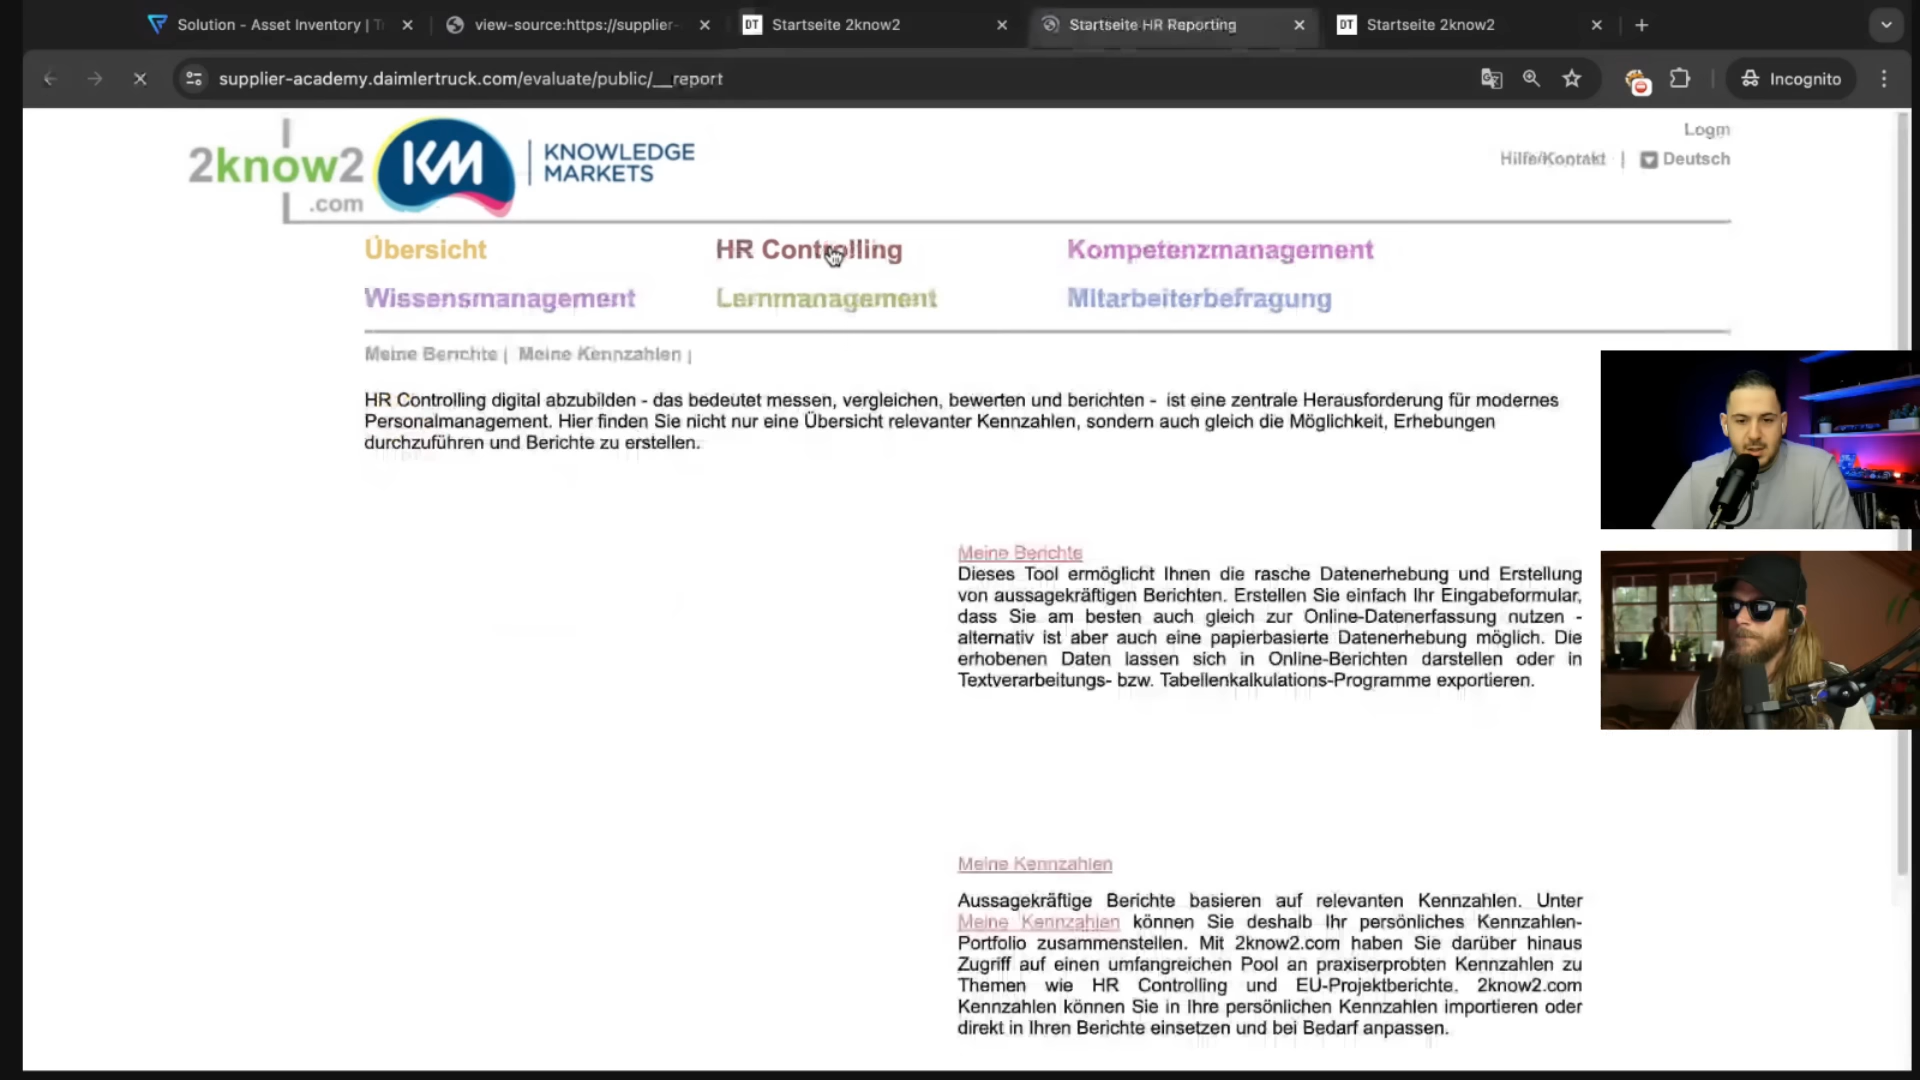 Solution - Asset Inventory | T
view-source:https://supplier-
DT Startseite 2know2
Startseite HR Reporting
DT Startseite 2know2
supplier-academy.daimlertruck.com/evaluate/public/__report
Incognito
2know2
.com
KM
KNOWLEDGE
MARKETS
Login
Hilfe/Kontakt | Deutsch
Übersicht HR Controlling Kompetenzmanagement
Wissensmanagement Lernmanagement Mitarbeiterbefragung
Meine Berichte | Meine Kennzahlen |
HR Controlling digital abzubilden - das bedeutet messen, vergleichen, bewerten und berichten - ist eine zentrale Herausforderung für modernes
Personalmanagement. Hier finden Sie nicht nur eine Übersicht relevanter Kennzahlen, sondern auch gleich die Möglichkeit, Erhebungen
durchzuführen und Berichte zu erstellen.
Meine Berichte
Dieses Tool ermöglicht Ihnen die rasche Datenerhebung und Erstellung
von aussagekräftigen Berichten. Erstellen Sie einfach Ihr Eingabeformular,
dass Sie am besten auch gleich zur Online-Datenerfassung nutzen -
alternativ ist aber auch eine papierbasierte Datenerhebung möglich. Die
erhobenen Daten lassen sich in Online-Berichten darstellen oder in
Textverarbeitungs- bzw. Tabellenkalkulations-Programme exportieren.
Meine Kennzahlen
Aussagekräftige Berichte basieren auf relevanten Kennzahlen. Unter
Meine Kennzahlen können Sie deshalb Ihr persönliches Kennzahlen-
Portfolio zusammenstellen. Mit 2know2.com haben Sie darüber hinaus
Zugriff auf einen umfangreichen Pool an praxiserprobten Kennzahlen zu
Themen wie HR Controlling und EU-Projektberichte. 2know2.com
Kennzahlen können Sie in Ihre persönlichen Kennzahlen importieren oder
direkt in Ihren Berichte einsetzen und bei Bedarf anpassen.